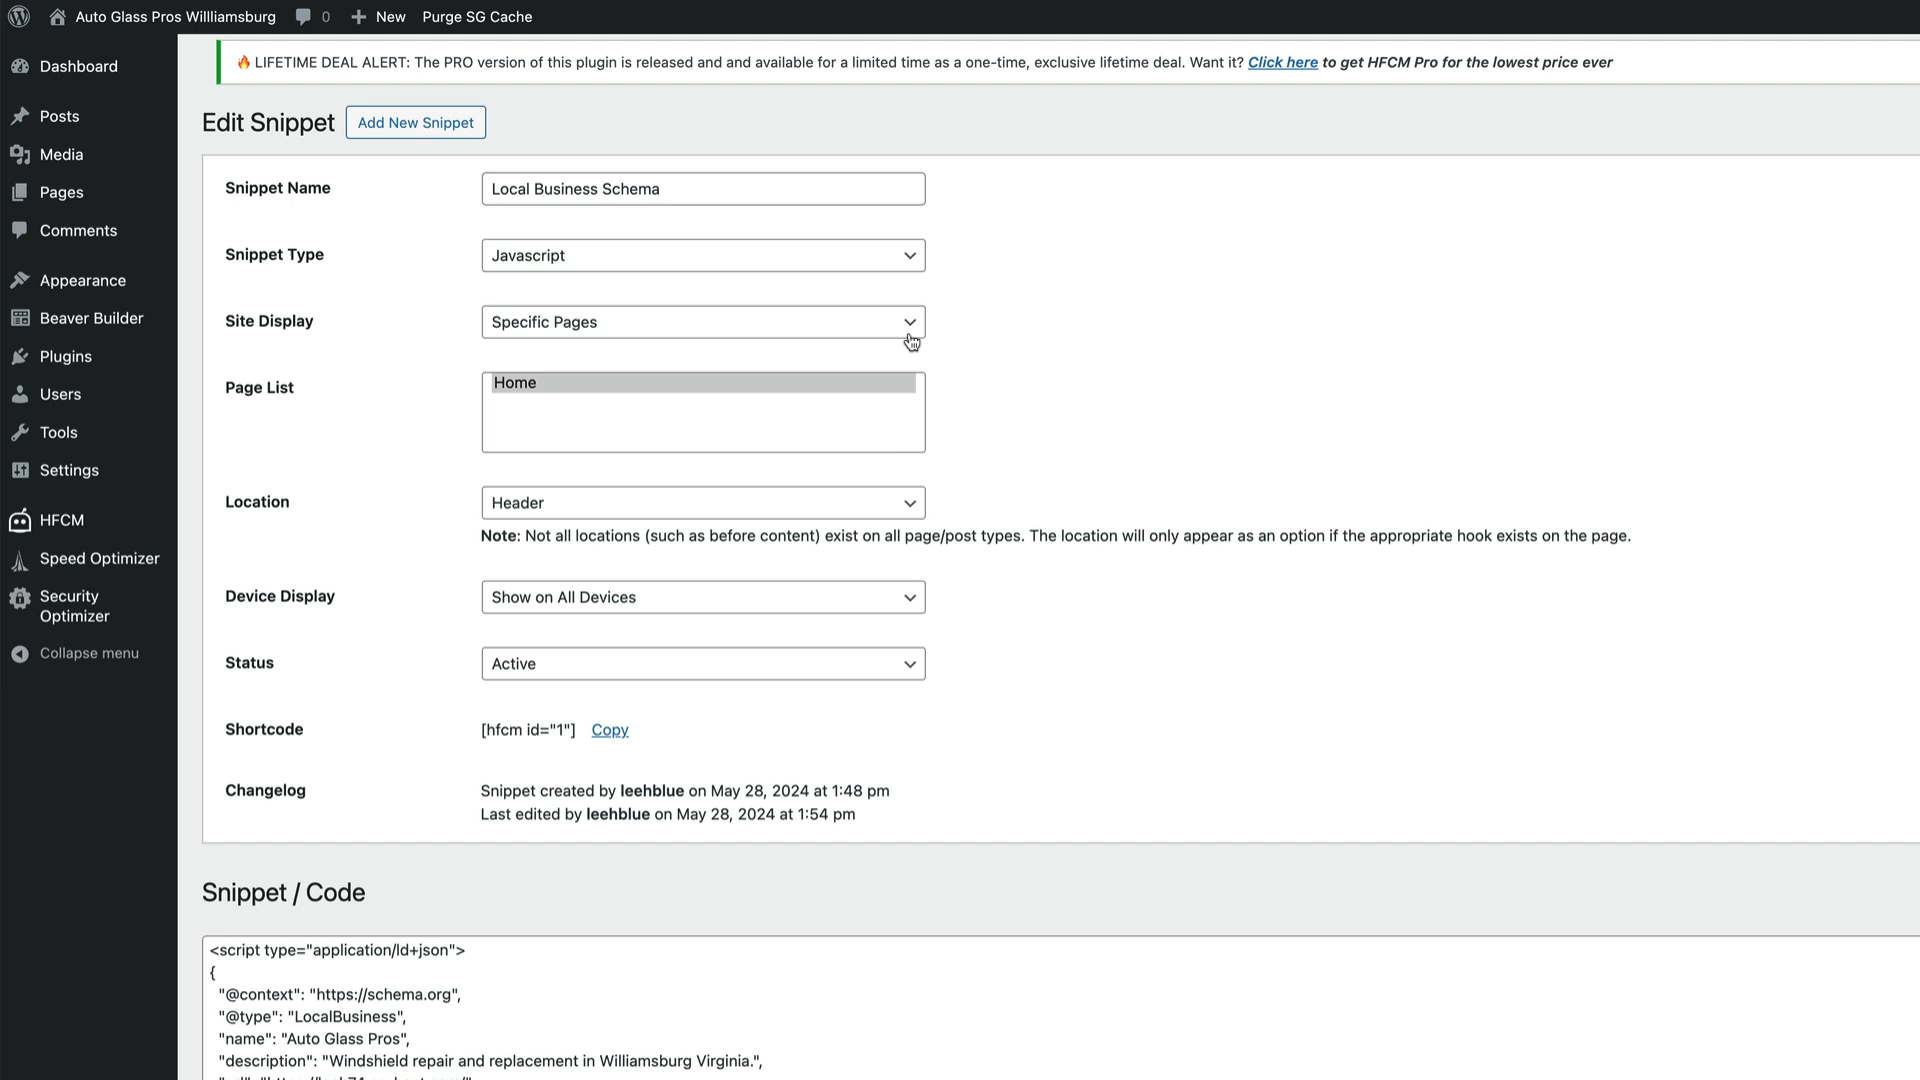 Auto Glass Pros Willliamsburg 0 New Purge SG Cache
Dashboard
Posts
Media
Pages
Comments
Appearance
Beaver Builder
Plugins
Users
Tools
Settings
HFCM
Speed Optimizer
Security
Optimizer
Collapse menu
🔥 LIFETIME DEAL ALERT: The PRO version of this plugin is released and and available for a limited time as a one-time, exclusive lifetime deal. Want it? Click here to get HFCM Pro for the lowest price ever
Edit Snippet Add New Snippet
Snippet Name Local Business Schema
Snippet Type Javascript
Site Display Specific Pages
Page List Home
Location Header
Note: Not all locations (such as before content) exist on all page/post types. The location will only appear as an option if the appropriate hook exists on the page.
Device Display Show on All Devices
Status Active
Shortcode [hfcm id="1"] Copy
Changelog Snippet created by leehblue on May 28, 2024 at 1:48 pm
Last edited by leehblue on May 28, 2024 at 1:54 pm
Snippet / Code
<script type="application/ld+json">
{
"@context": "https://schema.org",
"@type": "LocalBusiness",
"name": "Auto Glass Pros",
"description": "Windshield repair and replacement in Williamsburg Virginia.",